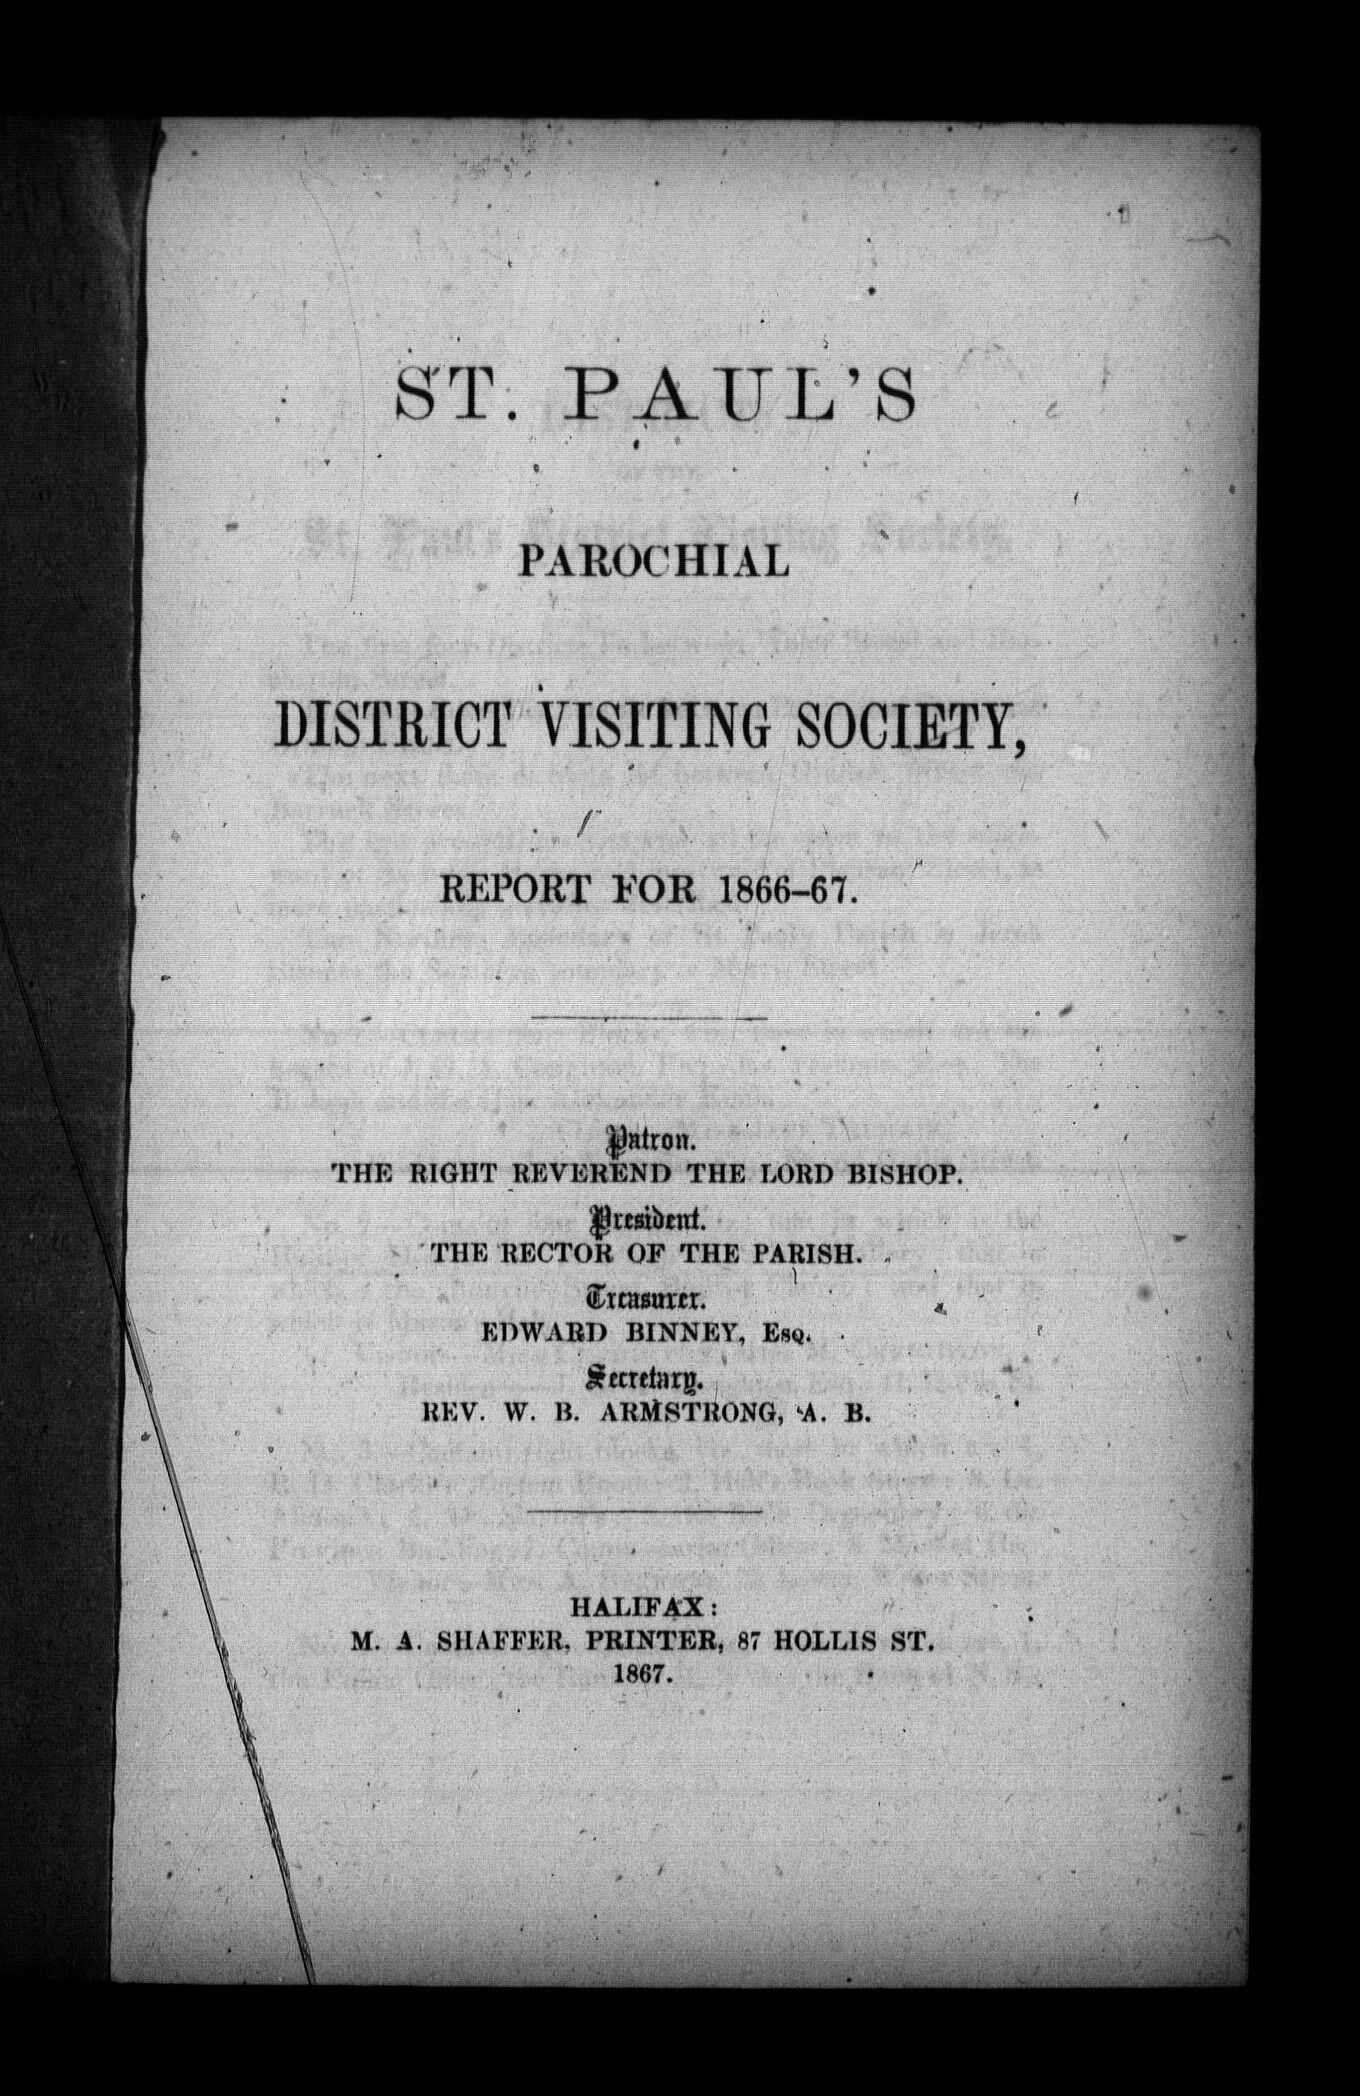 ST. PAUL'S
PAROCHIAL
DISTRICT VISITING SOCIETY,
REPORT FOR 1866–67.
Patron.
THE RIGHT REVEREND THE LORD BISHOP.
President.
THE RECTOR OF THE PARISH.
Treasurer.
EDWARD BINNEY, Esq.
Secretary.
REV. W. B. ARMSTRONG, A. B.
HALIFAX:
M. A. SHAFFER, PRINTER, 87 HOLLIS ST.
1867.